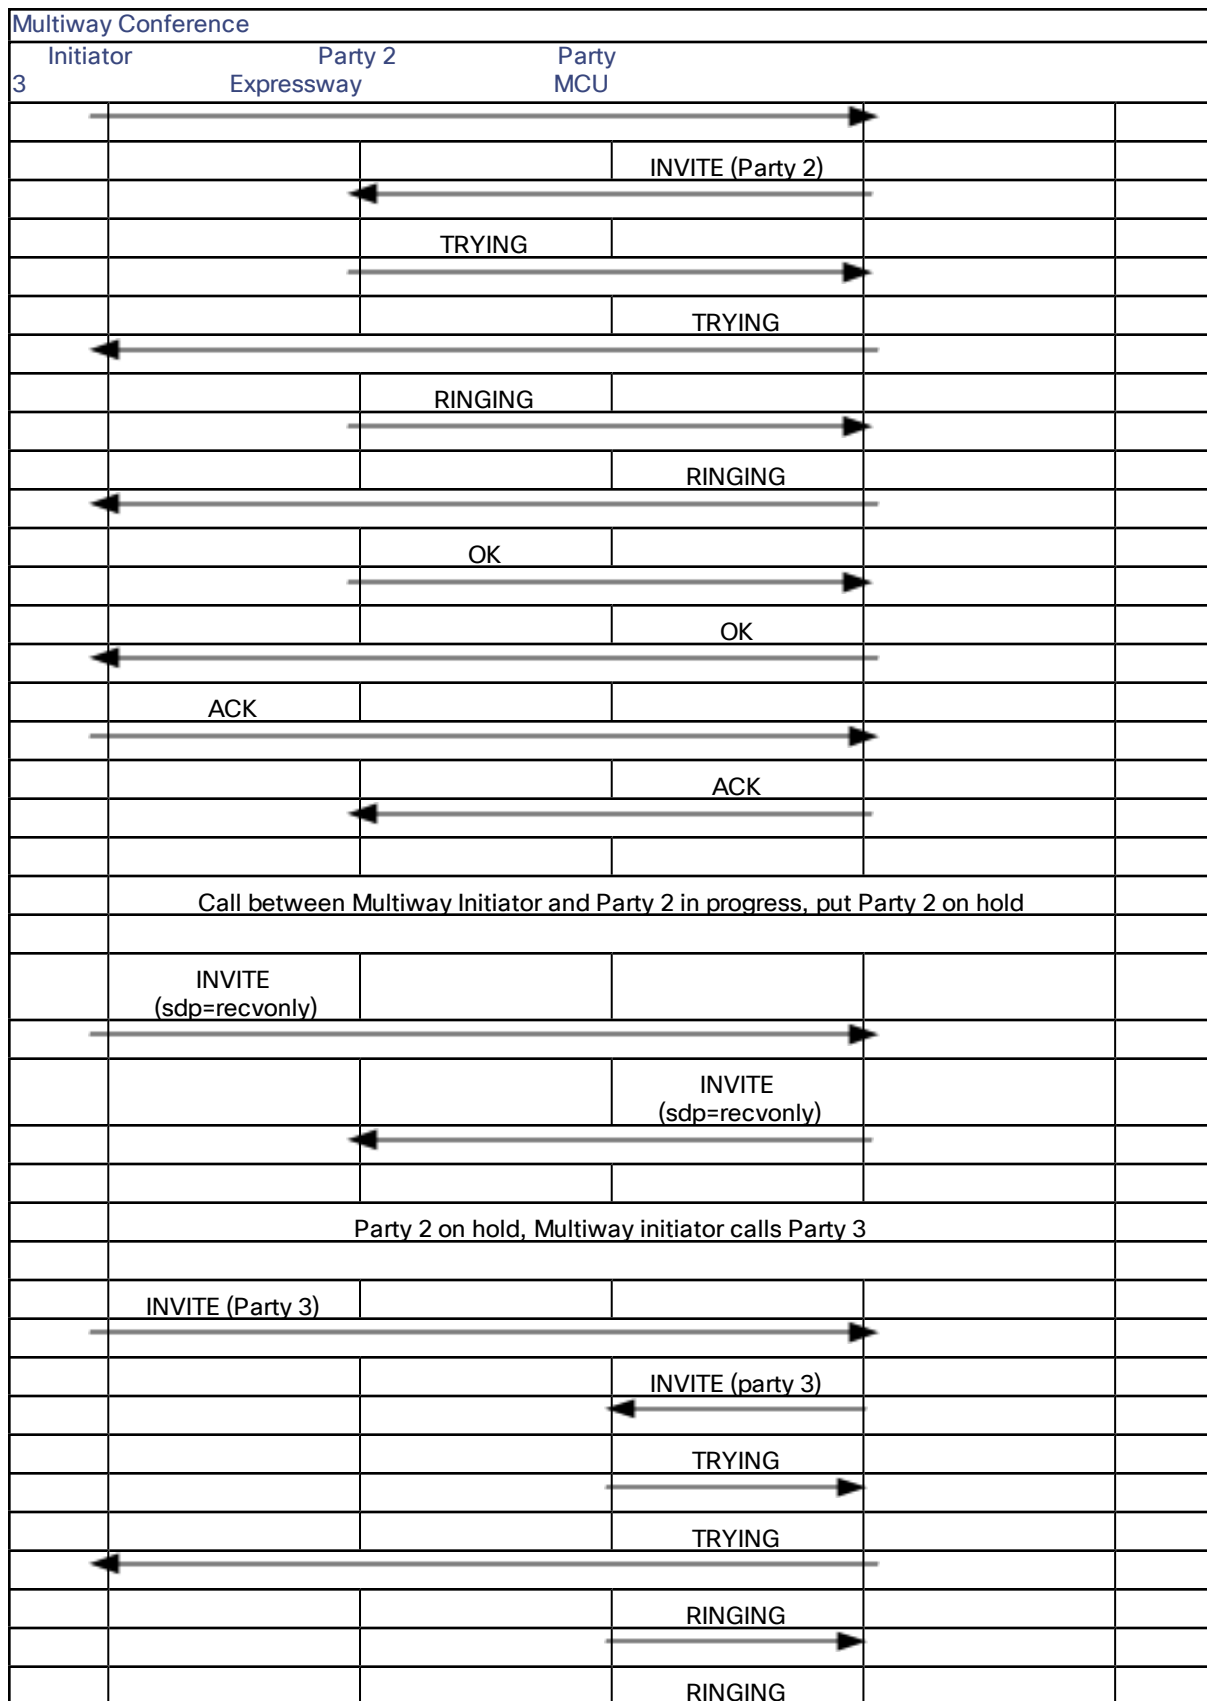 Multiway Conference
Initiator Party 2 Party
3 Expressway MCU
INVITE (Party 2)
TRYING
TRYING
RINGING
RINGING
OK
OK
ACK
ACK
Call between Multiway Initiator and Party 2 in progress, put Party 2 on hold
INVITE
(sdp=recvonly)
INVITE
(sdp=recvonly)
Party 2 on hold, Multiway initiator calls Party 3
INVITE (Party 3)
INVITE (party 3)
TRYING
TRYING
RINGING
RINGING